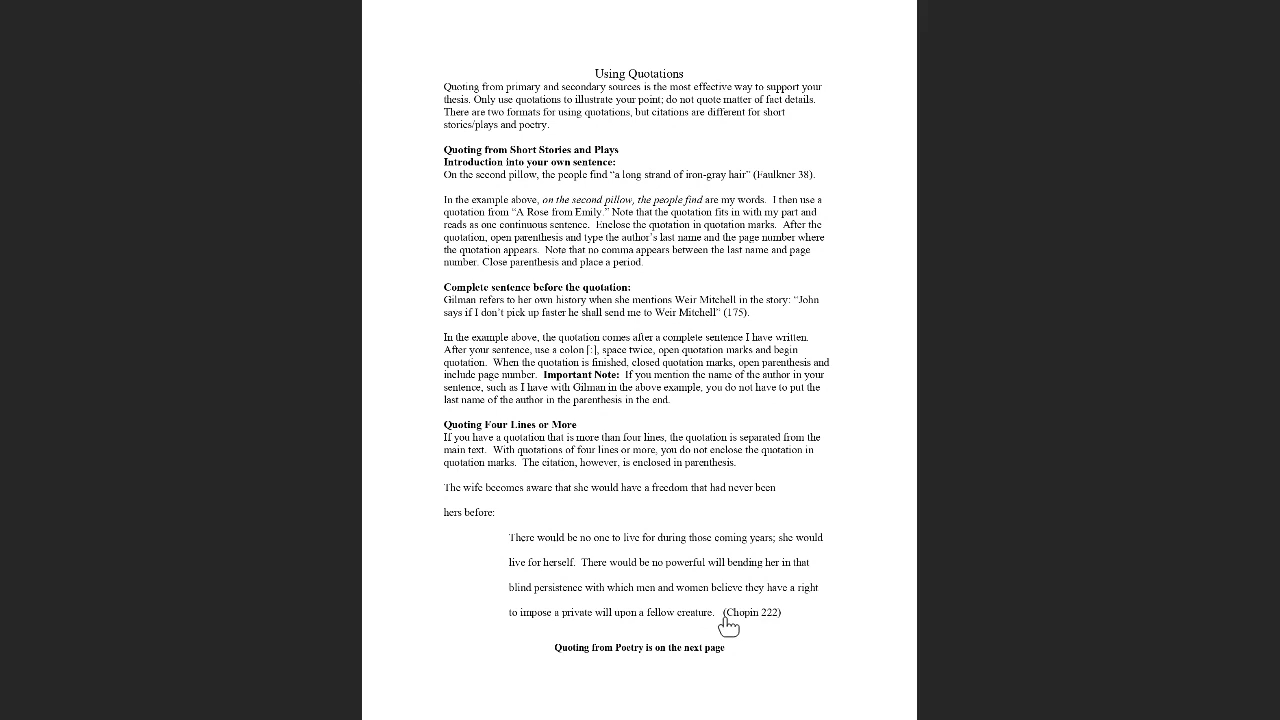 Using Quotations
Quoting from primary and secondary sources is the most effective way to support your
thesis. Only use quotations to illustrate your point; do not quote matter of fact details.
There are two formats for using quotations, but citations are different for short
stories/plays and poetry.
Quoting from Short Stories and Plays
Introduction into your own sentence:
On the second pillow, the people find “a long strand of iron-gray hair” (Faulkner 38).
In the example above, on the second pillow, the people find are my words.  I then use a
quotation from “A Rose from Emily.” Note that the quotation fits in with my part and
reads as one continuous sentence.  Enclose the quotation in quotation marks.  After the
quotation, open parenthesis and type the author’s last name and the page number where
the quotation appears.  Note that no comma appears between the last name and page
number. Close parenthesis and place a period.
Complete sentence before the quotation:
Gilman refers to her own history when she mentions Weir Mitchell in the story: “John
says if I don’t pick up faster he shall send me to Weir Mitchell” (175).
In the example above, the quotation comes after a complete sentence I have written.
After your sentence, use a colon [:], space twice, open quotation marks and begin
quotation.  When the quotation is finished, closed quotation marks, open parenthesis and
include page number.  Important Note:  If you mention the name of the author in your
sentence, such as I have with Gilman in the above example, you do not have to put the
last name of the author in the parenthesis in the end.
Quoting Four Lines or More
If you have a quotation that is more than four lines, the quotation is separated from the
main text.  With quotations of four lines or more, you do not enclose the quotation in
quotation marks.  The citation, however, is enclosed in parenthesis.
The wife becomes aware that she would have a freedom that had never been
hers before:
There would be no one to live for during those coming years; she would
live for herself.  There would be no powerful will bending her in that
blind persistence with which men and women believe they have a right
to impose a private will upon a fellow creature.   (Chopin 222)
Quoting from Poetry is on the next page